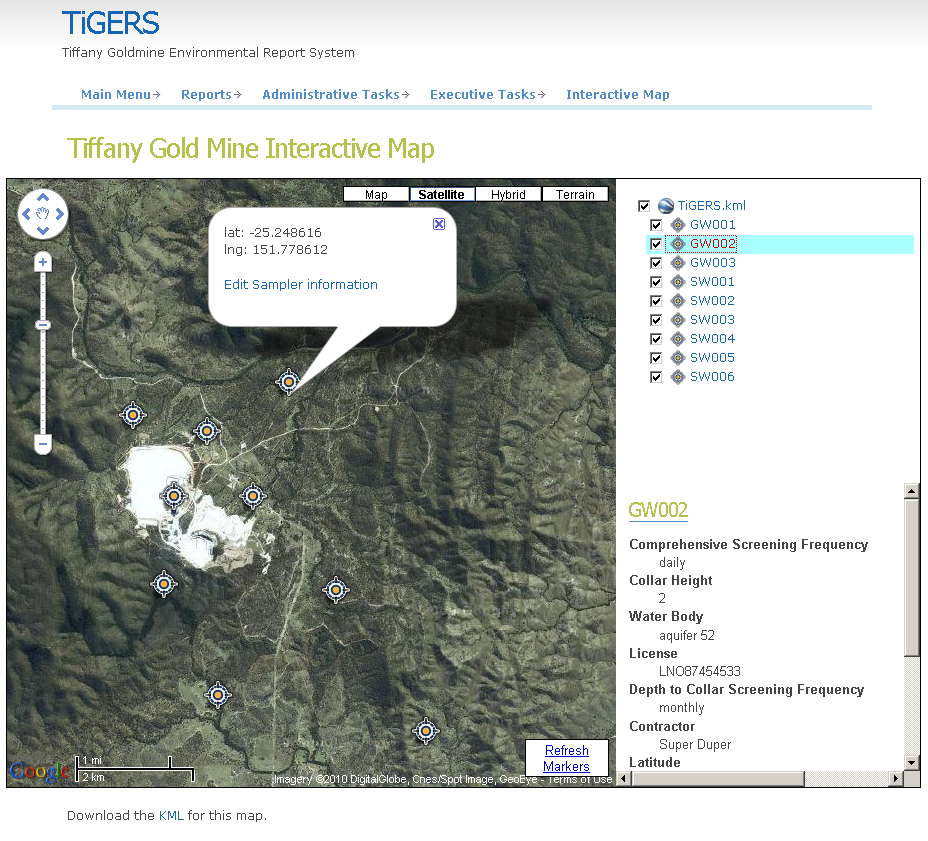 TiGERS
Tiffany Goldmine Environmental Report System
Main Menu Reports Administrative Tasks Executive Tasks Interactive Map
Tiffany Gold Mine Interactive Map
Map Satellite Hybrid Terrain
lat: -25.248616
lng: 151.778612
Edit Sampler information
TiGERS.kml
GW001
GW002
GW003
SW001
SW002
SW003
SW004
SW005
SW006
GW002
Comprehensive Screening Frequency
daily
Collar Height
2
Water Body
aquifer 52
License
LNO87454533
Depth to Collar Screening Frequency
monthly
Contractor
Super Duper
Latitude
Refresh
Markers
Google
1 mi
2 km
Imagery ©2010 DigitalGlobe, Cnes/Spot Image, GeoEye - Terms of Use
Download the KML for this map.